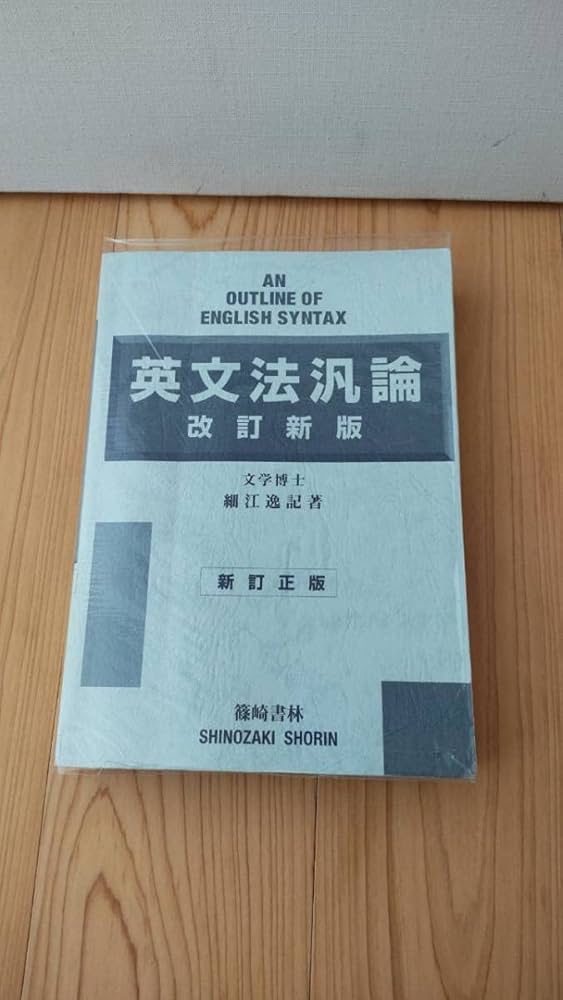 AN
OUTLINE OF
ENGLISH SYNTAX
英文法汎論
改訂新版
文学博士
細江逸記著
新訂正版
篠崎書林
SHINOZAKI SHORIN